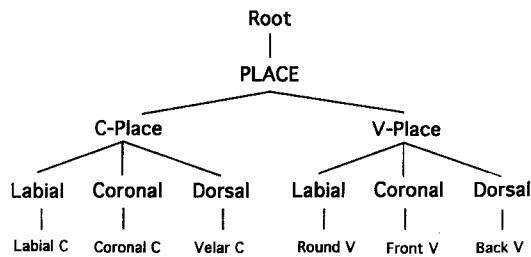 Root
PLACE
C-Place V-Place
Labial Coronal Dorsal Labial Coronal Dorsal
Labial C Coronal C Velar C Round V Front V Back V